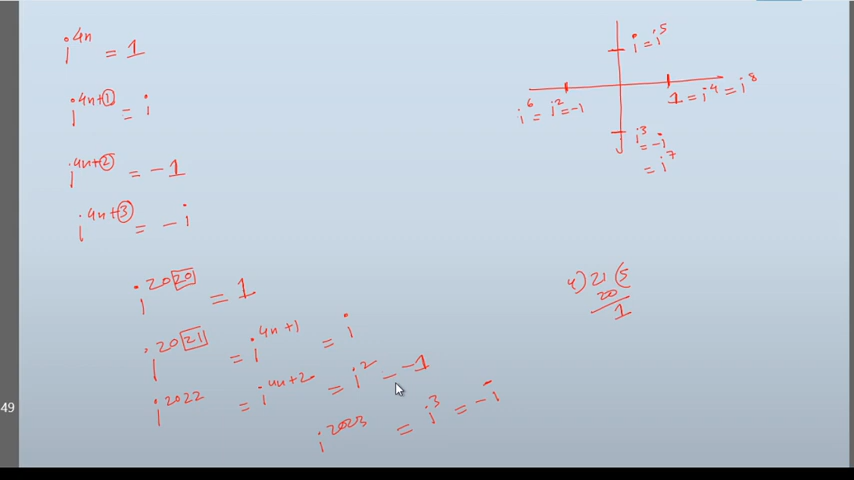 i^{4n} = 1
i^{4n+1} = i
i^{4n+2} = -1
i^{4n+3} = -i
i^{2020} = 1
i^{2021} = i^{4n+1} = i
i^{2022} = i^{4n+2} = i^2 = -1
i^{2023} = i^3 = -i
i = i^5
1 = i^4 = i^8
i^6 = i^2 = -1
i^3
= -i
= i^7
4) 21 (5
20
1
49